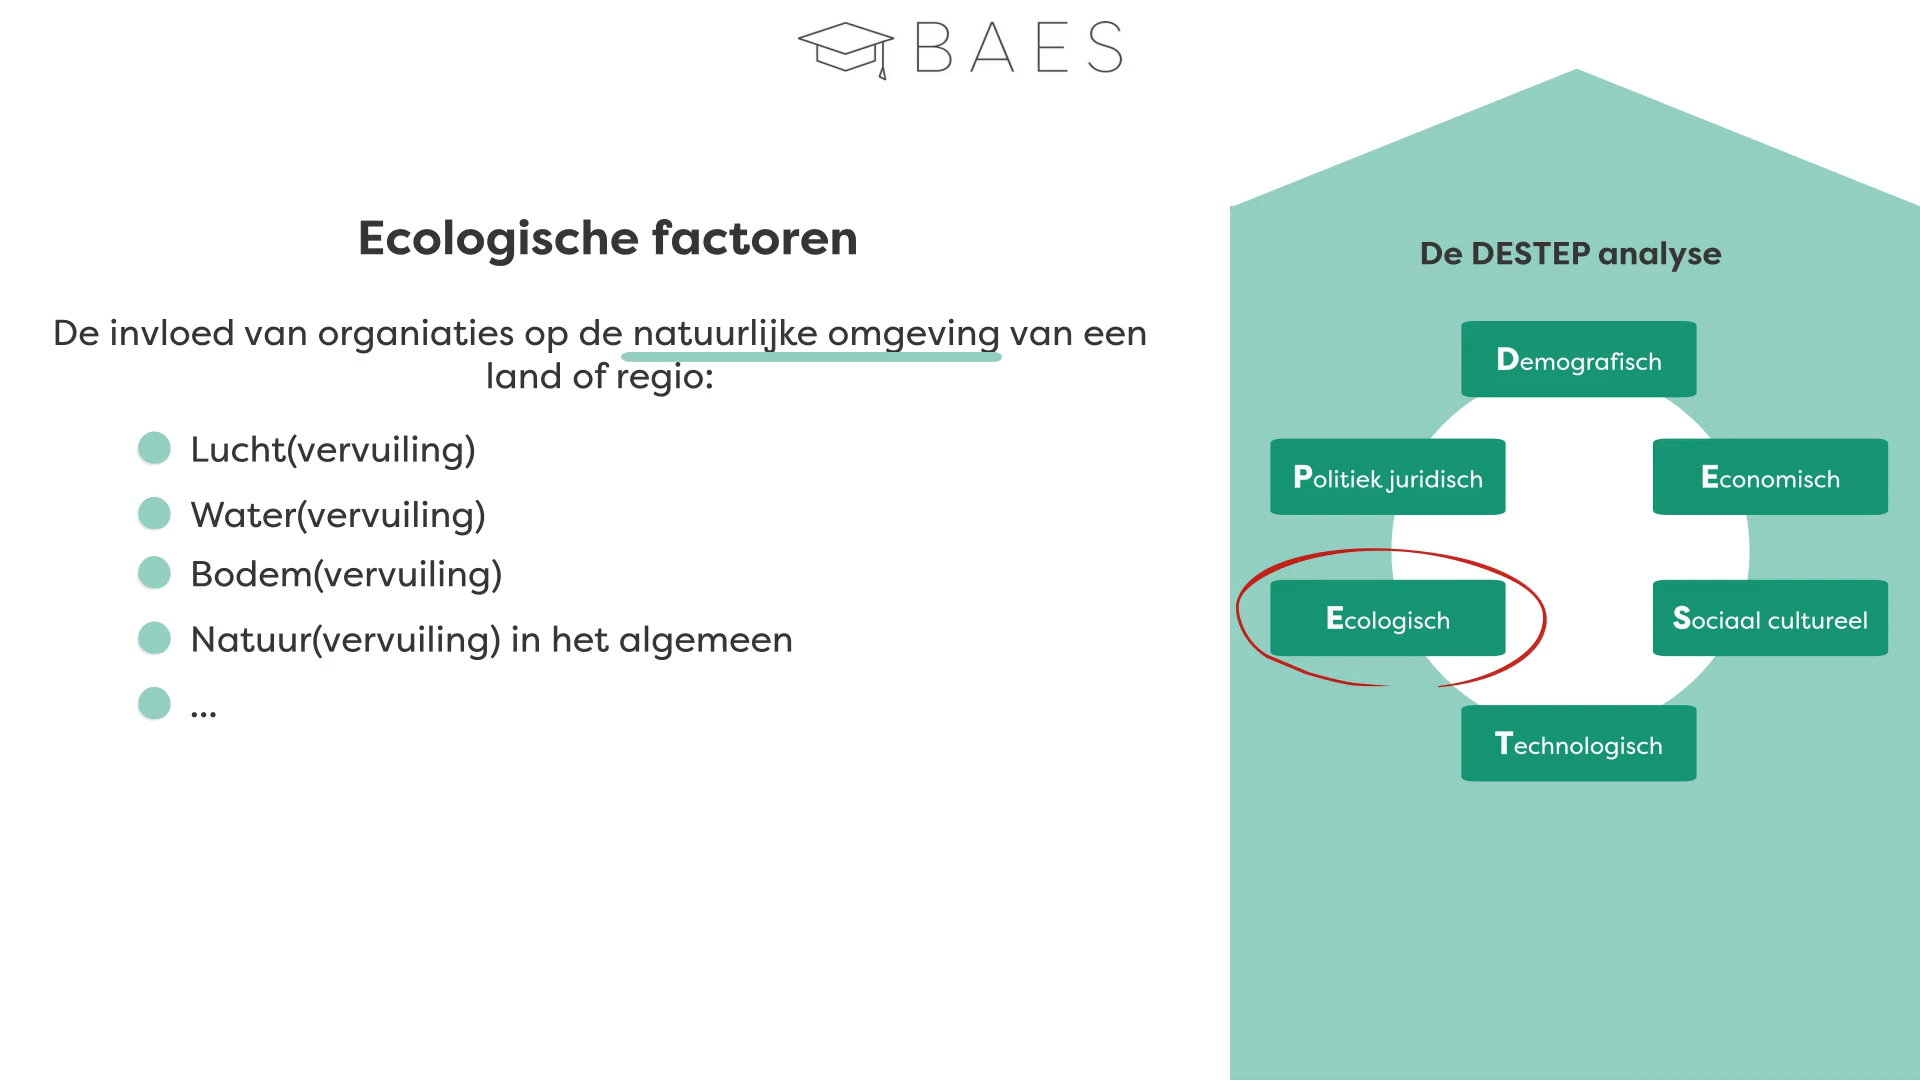 BAES
Ecologische factoren
De invloed van organiaties op de natuurlijke omgeving van een
land of regio:
Lucht(vervuiling)
Water(vervuiling)
Bodem(vervuiling)
Natuur(vervuiling) in het algemeen
...
De DESTEP analyse
Demografisch
Politiek juridisch
Economisch
Ecologisch
Sociaal cultureel
Technologisch